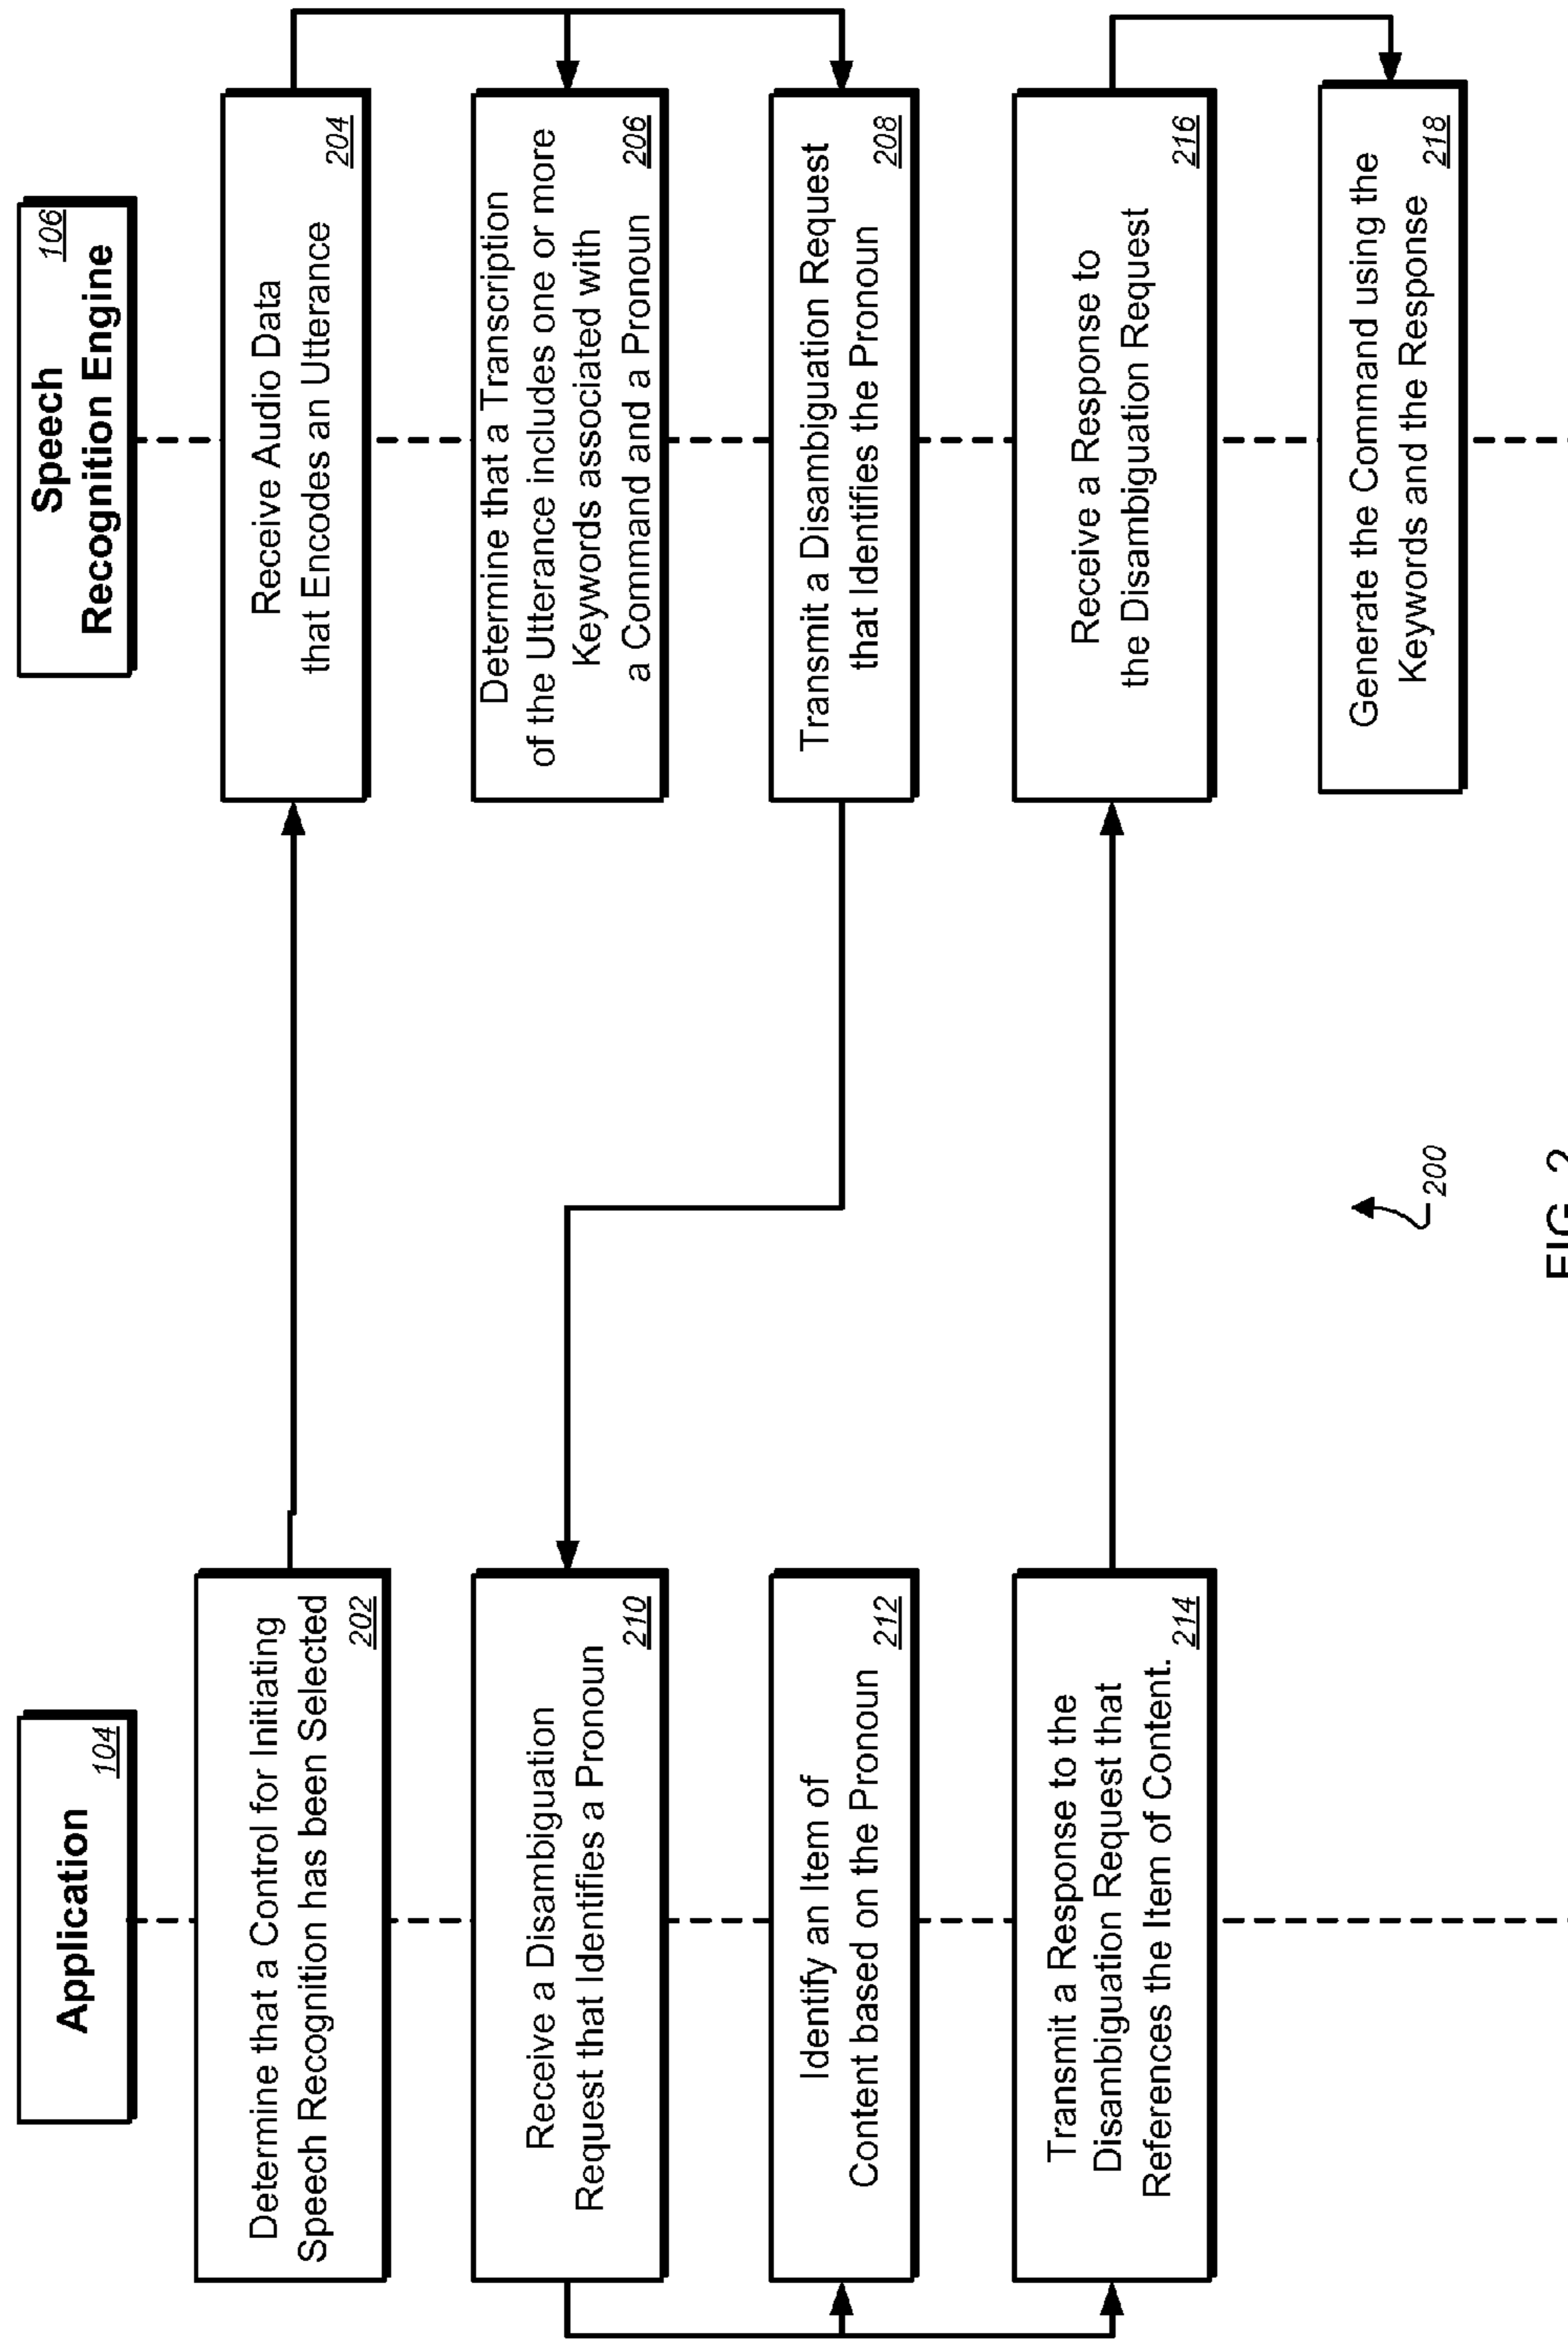 Application
104
Speech
106
Recognition Engine
Determine that a Control for Initiating
Speech Recognition has been Selected
202
Receive Audio Data
that Encodes an Utterance
204
Determine that a Transcription
of the Utterance includes one or more
Keywords associated with
206
a Command and a Pronoun
Receive a Disambiguation
Request that Identifies a Pronoun
210
Transmit a Disambiguation Request
that Identifies the Pronoun
208
Identify an Item of
Content based on the Pronoun
212
Transmit a Response to the
Disambiguation Request that
References the Item of Content.
214
Receive a Response to
the Disambiguation Request
216
Generate the Command using the
Keywords and the Response
218
200
FIG. 2